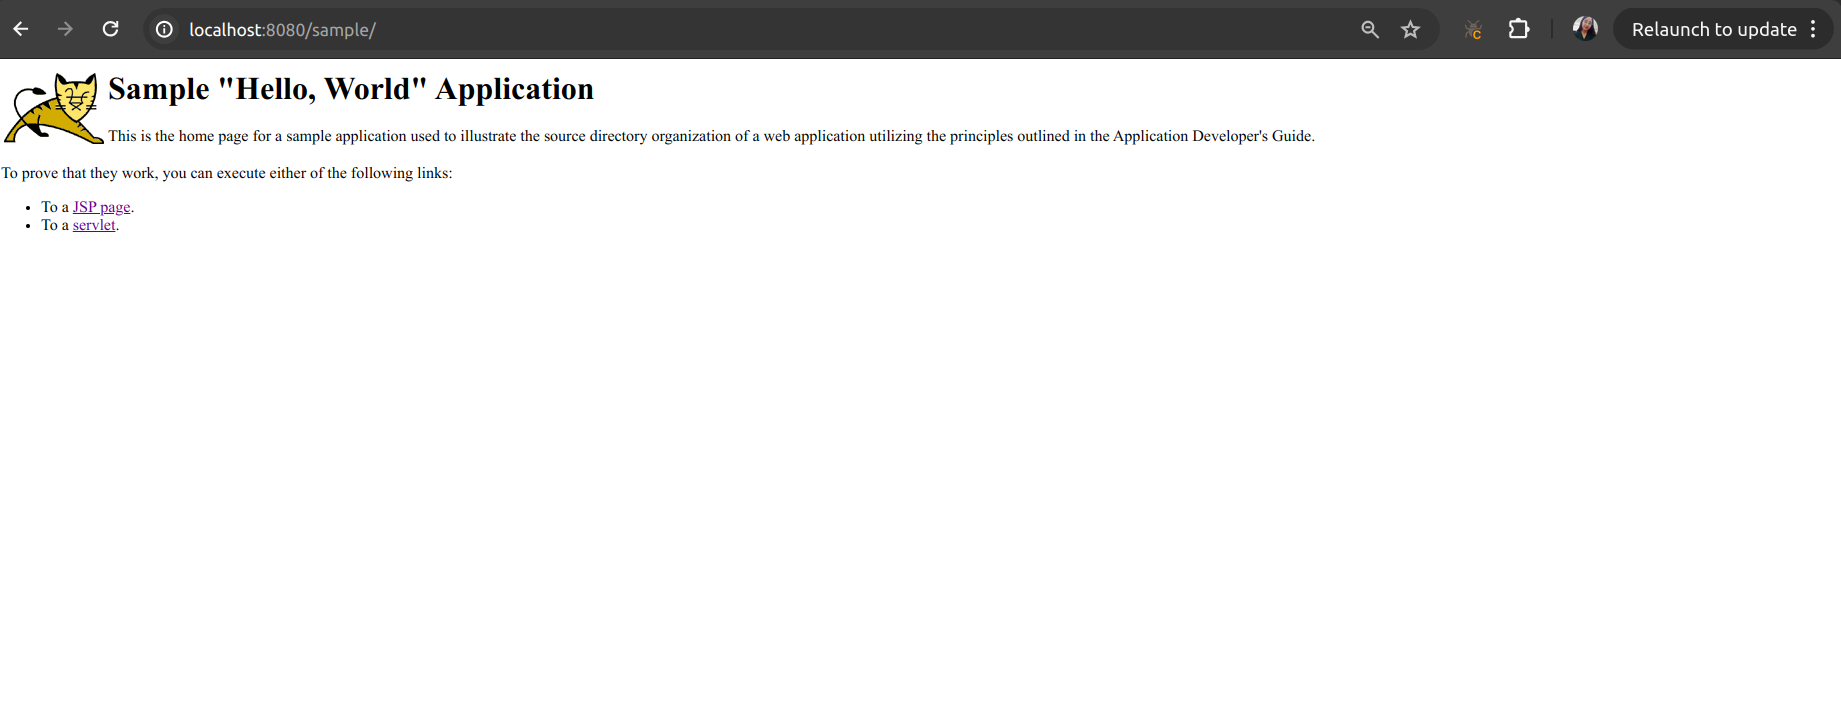 localhost:8080/sample/
Relaunch to update
Sample "Hello, World" Application
This is the home page for a sample application used to illustrate the source directory organization of a web application utilizing the principles outlined in the Application Developer's Guide.
To prove that they work, you can execute either of the following links:
• To a JSP page.
• To a servlet.